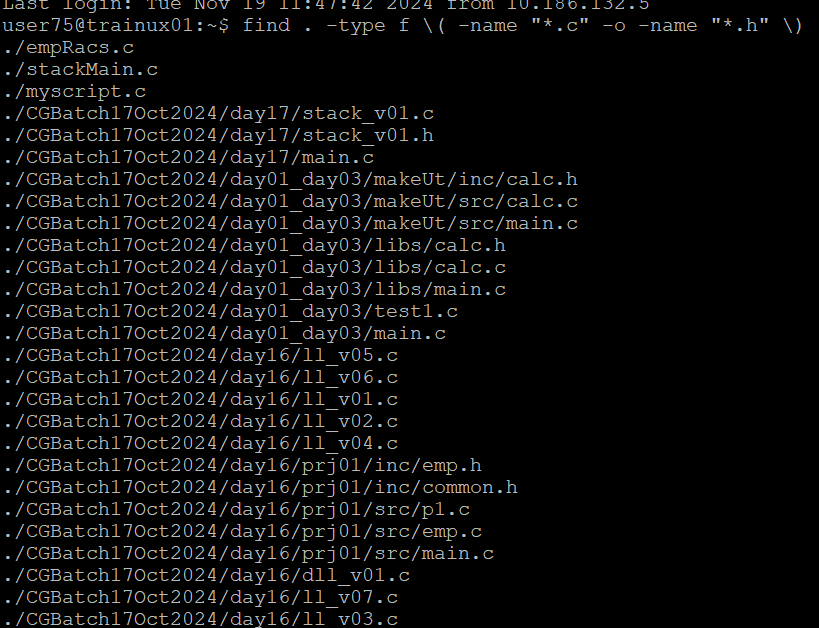 Last login: Tue Nov 19 11:47:42 2024 from 10.186.132.5
user75@trainux01:~$ find . -type f \( -name "*.c" -o -name "*.h" \)
./empRacs.c
./stackMain.c
./myscript.c
./CGBatch17Oct2024/day17/stack_v01.c
./CGBatch17Oct2024/day17/stack_v01.h
./CGBatch17Oct2024/day17/main.c
./CGBatch17Oct2024/day01_day03/makeUt/inc/calc.h
./CGBatch17Oct2024/day01_day03/makeUt/src/calc.c
./CGBatch17Oct2024/day01_day03/makeUt/src/main.c
./CGBatch17Oct2024/day01_day03/libs/calc.h
./CGBatch17Oct2024/day01_day03/libs/calc.c
./CGBatch17Oct2024/day01_day03/libs/main.c
./CGBatch17Oct2024/day01_day03/test1.c
./CGBatch17Oct2024/day01_day03/main.c
./CGBatch17Oct2024/day16/ll_v05.c
./CGBatch17Oct2024/day16/ll_v06.c
./CGBatch17Oct2024/day16/ll_v01.c
./CGBatch17Oct2024/day16/ll_v02.c
./CGBatch17Oct2024/day16/ll_v04.c
./CGBatch17Oct2024/day16/prj01/inc/emp.h
./CGBatch17Oct2024/day16/prj01/inc/common.h
./CGBatch17Oct2024/day16/prj01/src/p1.c
./CGBatch17Oct2024/day16/prj01/src/emp.c
./CGBatch17Oct2024/day16/prj01/src/main.c
./CGBatch17Oct2024/day16/dll_v01.c
./CGBatch17Oct2024/day16/ll_v07.c
./CGBatch17Oct2024/day16/ll_v03.c